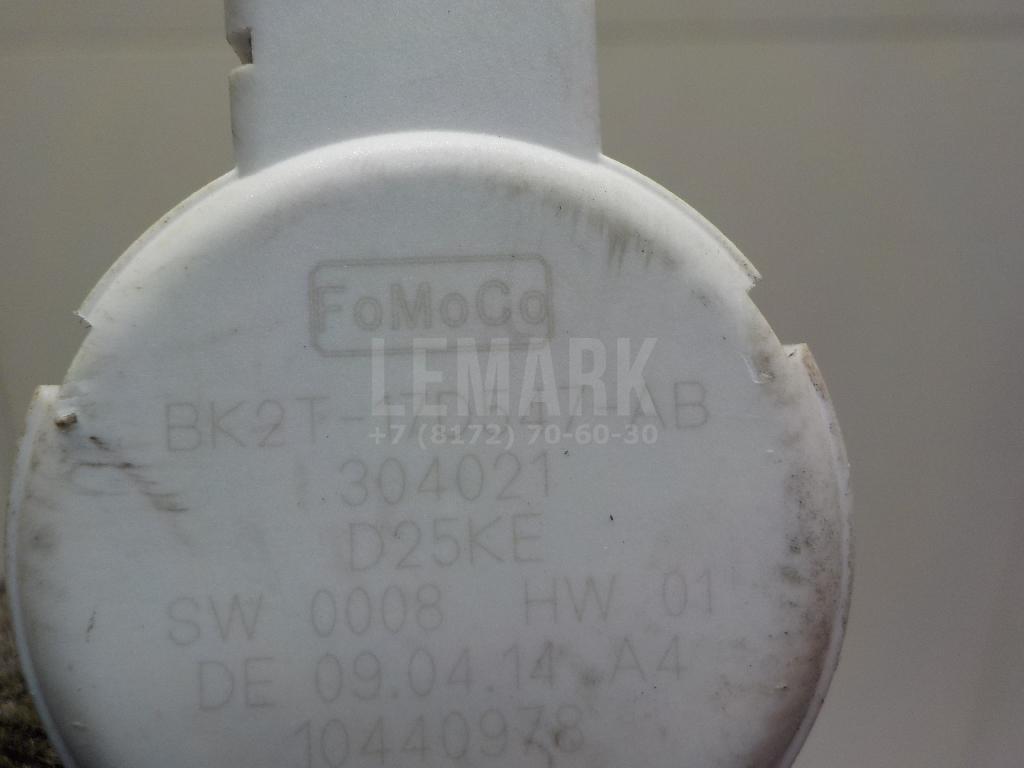 FoMoCo
LEMARK
+7 (8172) 70-60-30
304021
D25KE
SW 0008 HW 01
DE 09.04.14 A4
10440978